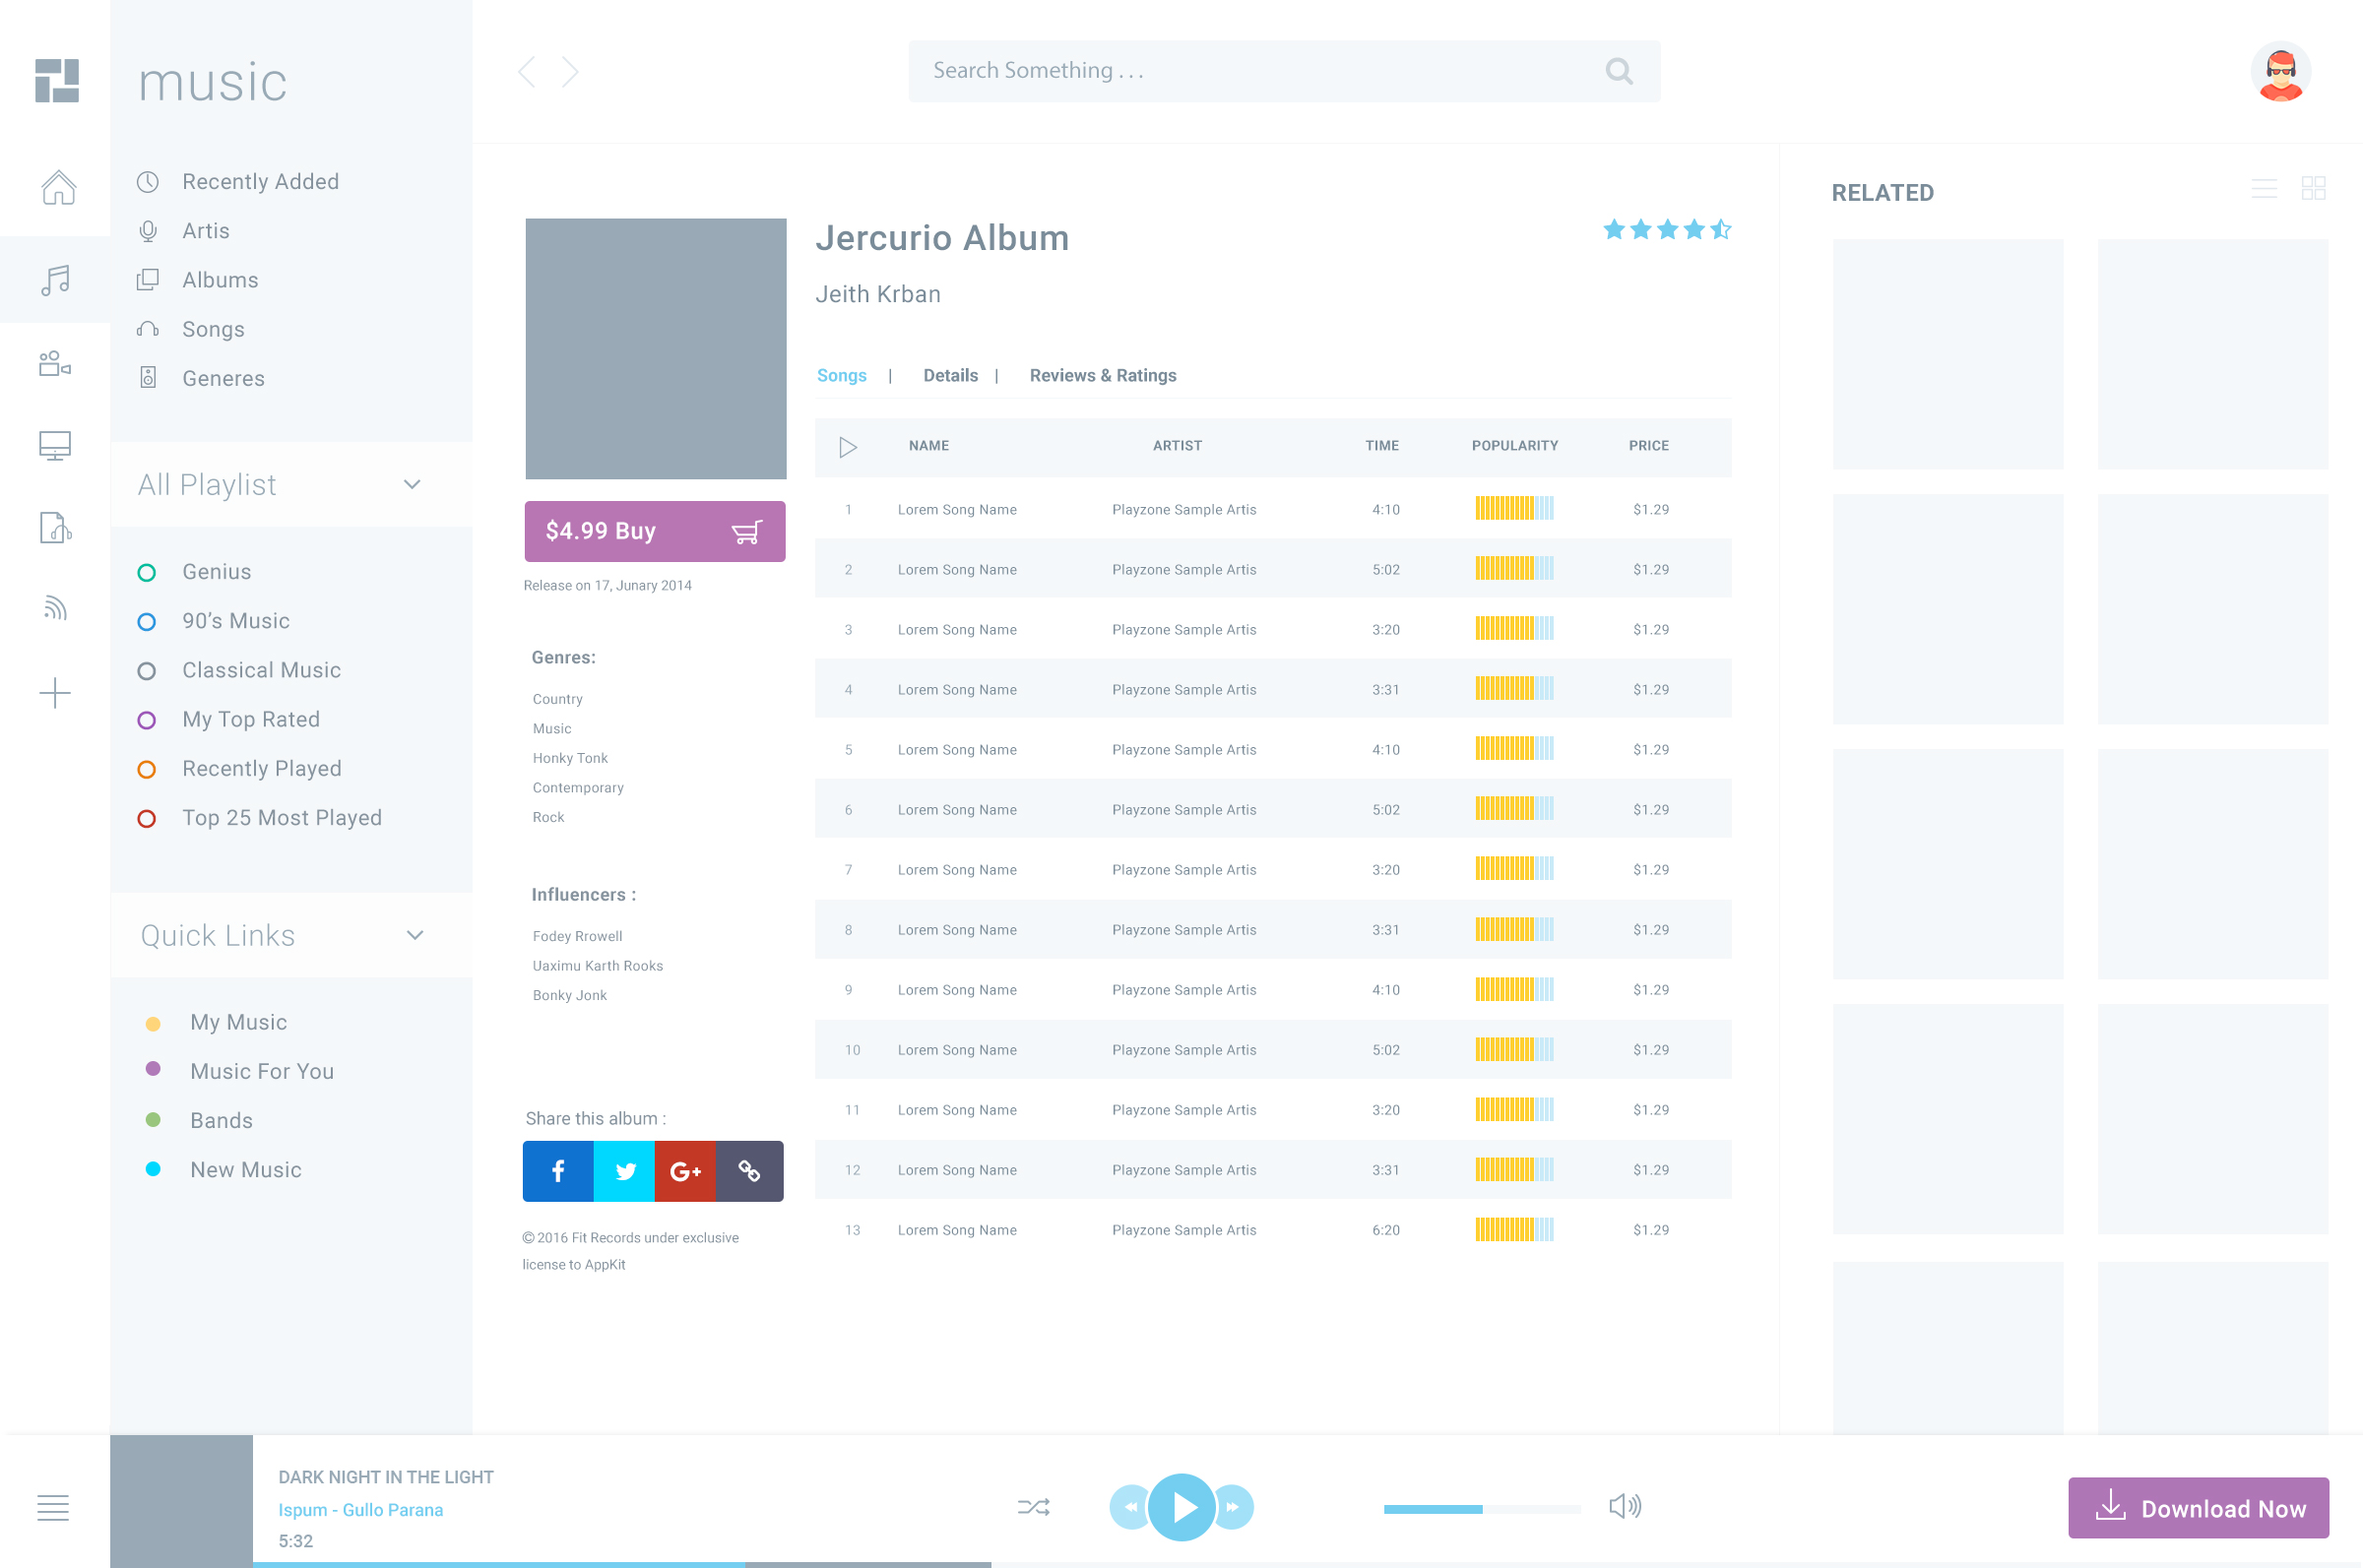 music
Recently Added
Artis
Albums
Songs
Generes
All Playlist
Genius
90’s Music
Classical Music
My Top Rated
Recently Played
Top 25 Most Played
Quick Links
My Music
Music For You
Bands
New Music
Search Something . . .
$4.99 Buy
Release on 17, Junary 2014
Genres:
Country
Music
Honky Tonk
Contemporary
Rock
Influencers :
Fodey Rrowell
Uaximu Karth Rooks
Bonky Jonk
Share this album :
f G+
© 2016 Fit Records under exclusive
license to AppKit
Jercurio Album
Jeith Krban
Songs | Details | Reviews & Ratings
NAME ARTIST TIME POPULARITY PRICE
1 Lorem Song Name Playzone Sample Artis 4:10 $1.29
2 Lorem Song Name Playzone Sample Artis 5:02 $1.29
3 Lorem Song Name Playzone Sample Artis 3:20 $1.29
4 Lorem Song Name Playzone Sample Artis 3:31 $1.29
5 Lorem Song Name Playzone Sample Artis 4:10 $1.29
6 Lorem Song Name Playzone Sample Artis 5:02 $1.29
7 Lorem Song Name Playzone Sample Artis 3:20 $1.29
8 Lorem Song Name Playzone Sample Artis 3:31 $1.29
9 Lorem Song Name Playzone Sample Artis 4:10 $1.29
10 Lorem Song Name Playzone Sample Artis 5:02 $1.29
11 Lorem Song Name Playzone Sample Artis 3:20 $1.29
12 Lorem Song Name Playzone Sample Artis 3:31 $1.29
13 Lorem Song Name Playzone Sample Artis 6:20 $1.29
RELATED
DARK NIGHT IN THE LIGHT
Ispum - Gullo Parana
5:32
Download Now